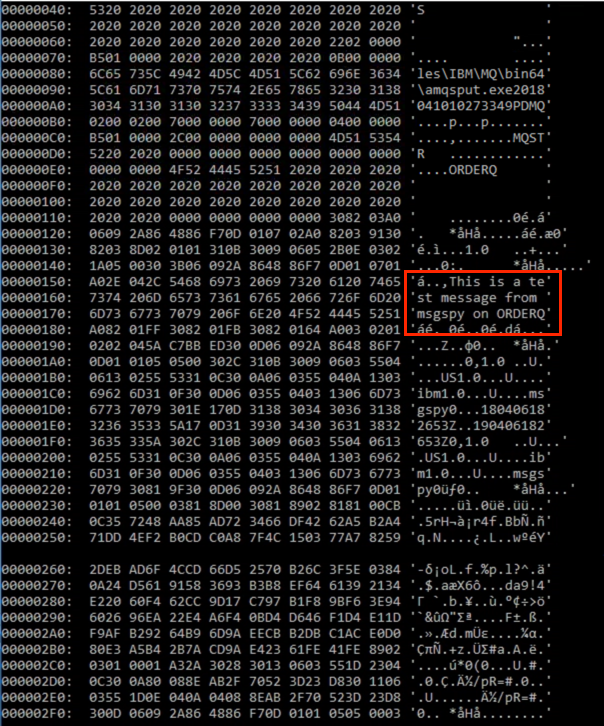 00000040: 5320 2020 2020 2020 2020 2020 2020 2020 'S               '
00000050: 2020 2020 2020 2020 2020 2020 2020 2020 '                '
00000060: 2020 2020 2020 2020 2020 2020 2202 0000 '            "...'
00000070: B501 0000 2020 2020 2020 2020 0B00 0000 '....        ....'
00000080: 6C65 735C 4942 4D5C 4D51 5C62 696E 3634 'les\IBM\MQ\bin64'
00000090: 5C61 6D71 7370 7574 2E65 7865 3230 3138 '\amqsput.exe2018'
000000A0: 3034 3130 3130 3237 3333 3439 5044 4D51 '041010273349PDMQ'
000000B0: 0200 0200 7000 0000 7000 0000 0400 0000 '....p...p.......'
000000C0: B501 0000 2C00 0000 0000 0000 4D51 5354 '....,.......MQST'
000000D0: 5220 2020 0000 0000 0000 0000 0000 0000 'R   ............'
000000E0: 0000 0000 4F52 4445 5251 2020 2020 2020 '....ORDERQ      '
000000F0: 2020 2020 2020 2020 2020 2020 2020 2020 '                '
00000100: 2020 2020 2020 2020 2020 2020 2020 2020 '                '
00000110: 2020 2020 0000 0000 0000 0000 3082 03A0 '    ........0é.á'
00000120: 0609 2A86 4886 F70D 0107 02A0 8203 9130 '.  *åHå.....áé.æ0'
00000130: 8203 8D02 0101 310B 3009 0605 2B0E 0302 'é.ì...1.0   ..+...'
00000140: 1A05 0030 3B06 092A 8648 86F7 0D01 0701 '...0;.  *åHå.....'
00000150: A02E 042C 5468 6973 2069 7320 6120 7465 'á..,This is a te'
00000160: 7374 206D 6573 7361 6765 2066 726F 6D20 'st message from '
00000170: 6D73 6773 7079 206F 6E20 4F52 4445 5251 'msgspy on ORDERQ'
00000180: A082 01FF 3082 01FB 3082 0164 A003 0201 'áé. 0é..0é.dá...'
00000190: 0202 045A C7BB ED30 0D06 092A 8648 86F7 '...Z..φ0..  *åHå.'
000001A0: 0D01 0105 0500 302C 310B 3009 0603 5504 '......0,1.0 ..U.'
000001B0: 0613 0255 5331 0C30 0A06 0355 040A 1303 '...US1.0...U....'
000001C0: 6962 6D31 0F30 0D06 0355 0403 1306 6D73 'ibm1.0...U....ms'
000001D0: 6773 7079 301E 170D 3138 3034 3036 3138 'gspy0...18040618'
000001E0: 3236 3533 5A17 0D31 3930 3430 3631 3832 '2653Z..190406182'
000001F0: 3635 335A 302C 310B 3009 0603 5504 0613 '653Z0,1.0   ..U...'
00000200: 0255 5331 0C30 0A06 0355 040A 1303 6962 '.US1.0...U....ib'
00000210: 6D31 0F30 0D06 0355 0403 1306 6D73 6773 'm1.0...U....msgs'
00000220: 7079 3081 9F30 0D06 092A 8648 86F7 0D01 'py0üƒ0..    *åHå...'
00000230: 0101 0500 0381 8D00 3081 8902 8181 00CB '.....üì.0üë.üü..'
00000240: 0C35 7248 AA85 AD72 3466 DF42 62A5 B2A4 '.5rH¬à¡r4f.BbÑ.ñ'
00000250: 71DD 4EF2 B0CD C0A8 7F4C 1503 77A7 8259 'q.N....¿.L..wºéY'
00000260: 2DEB AD6F 4CCD 66D5 2570 B26C 3F5E 0384 '-δ¡oL.f.%p.l?^.ä'
00000270: 0A24 D561 9158 3693 B3B8 EF64 6139 2134 '.$.aæX6ô...da9!4'
00000280: E220 60F4 62CC 9D17 C797 B1F8 9BF6 3E94
00000290: 6026 96EA 22E4 A6F4 0BD4 D646 F1D4 E11D
000002A0: F9AF B292 64B9 6D9A EECB B2DB C1AC E0D0
000002B0: 80E3 A5B4 2B7A CD9A E423 61FE 41FE 8902
000002C0: 0301 0001 A32A 3028 3013 0603 551D 2304 '....ú*0(0...U.#.'
000002D0: 0C30 0A80 088E AB2F 7052 3D23 D830 1106 '.0.Ç.Ä½/pR=#.0..'
000002E0: 0355 1D0E 040A 0408 8EAB 2F70 523D 23D8 '.U......Ä½/pR=#.'
000002F0: 300D 0609 2A86 4886 F70D 0101 0505 0003 '0.. *åHå........'